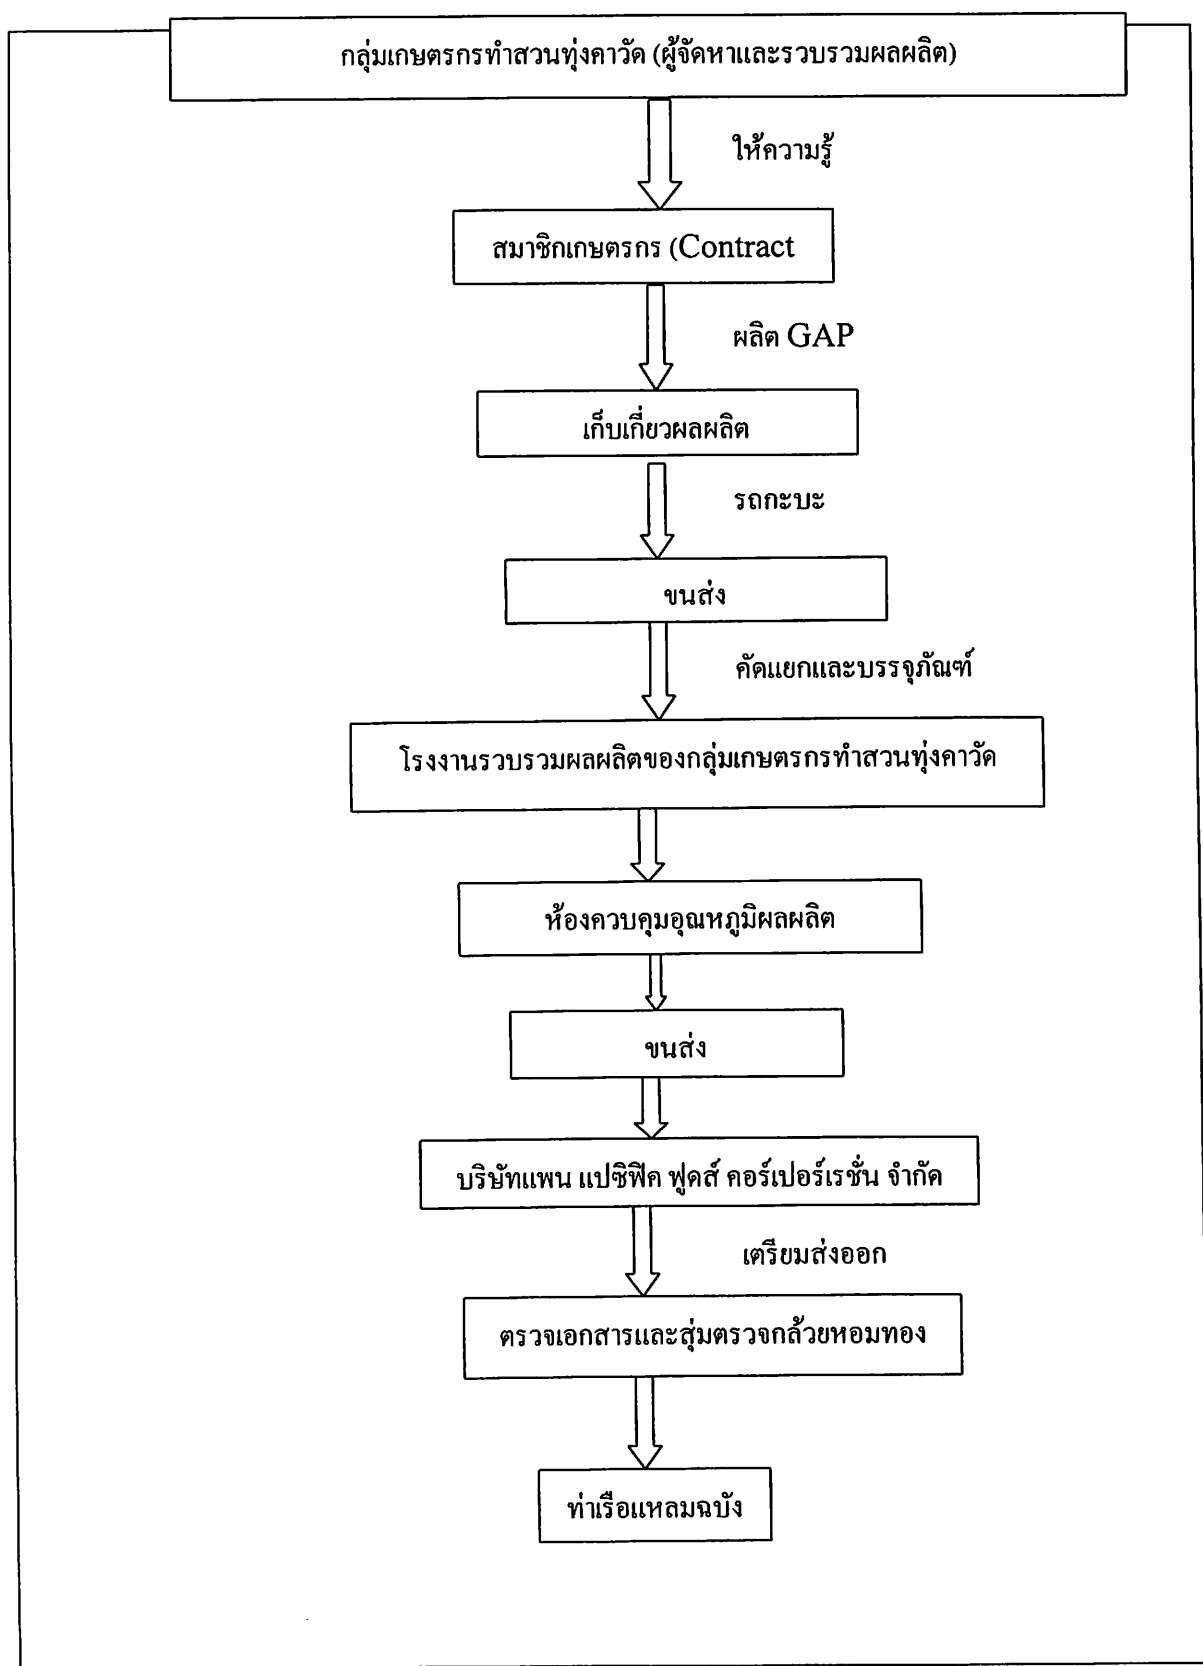 กลุ่มเกษตรกรทำสวนทุ่งคาวัด (ผู้จัดหาและรวบรวมผลผลิต)
ให้ความรู้
สมาชิกเกษตรกร (Contract
ผลิต GAP
เก็บเกี่ยวผลผลิต
รถกะบะ
ขนส่ง
คัดแยกและบรรจุภัณฑ์
โรงงานรวบรวมผลผลิตของกลุ่มเกษตรกรทำสวนทุ่งคาวัด
ห้องควบคุมอุณหภูมิผลผลิต
ขนส่ง
บริษัทแพน แปซิฟิค ฟูดส์ คอร์เปอร์เรชั่น จำกัด
เตรียมส่งออก
ตรวจเอกสารและสุ่มตรวจกล้วยหอมทอง
ท่าเรือแหลมฉบัง